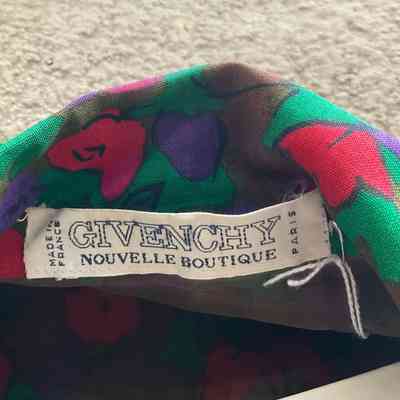 MADE IN
FRANCE
GIVENCHY
PARIS
NOUVELLE BOUTIQUE